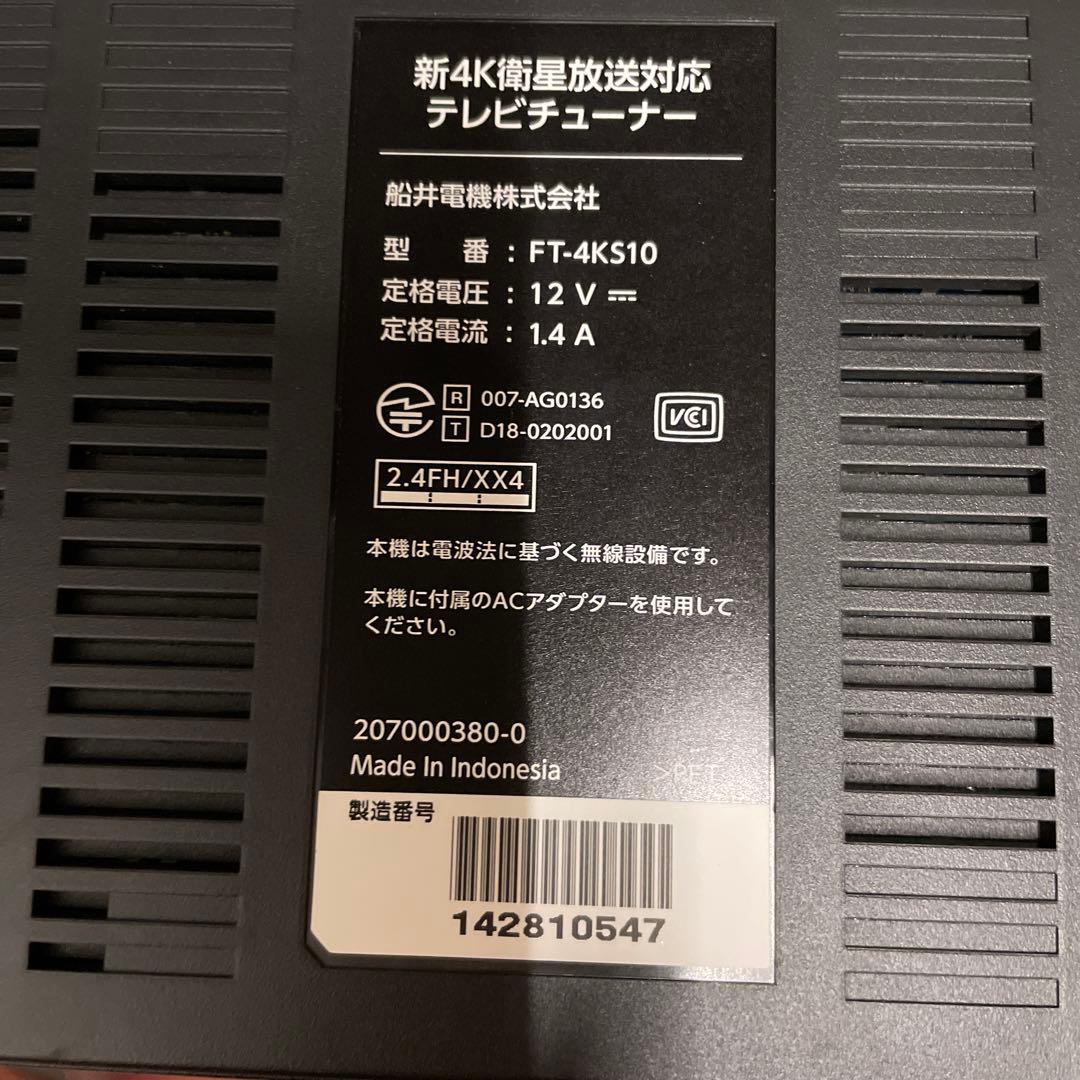 新4K衛星放送対応
テレビチューナー
船井電機株式会社
型　番 : FT-4KS10
定格電圧 : 12 V ⎓
定格電流 : 1.4 A
R 007-AG0136
T D18-0202001
VCCI
2.4FH/XX4
本機は電波法に基づく無線設備です。
本機に付属のACアダプターを使用して
ください。
207000380-0
Made In Indonesia >PET
製造番号
142810547